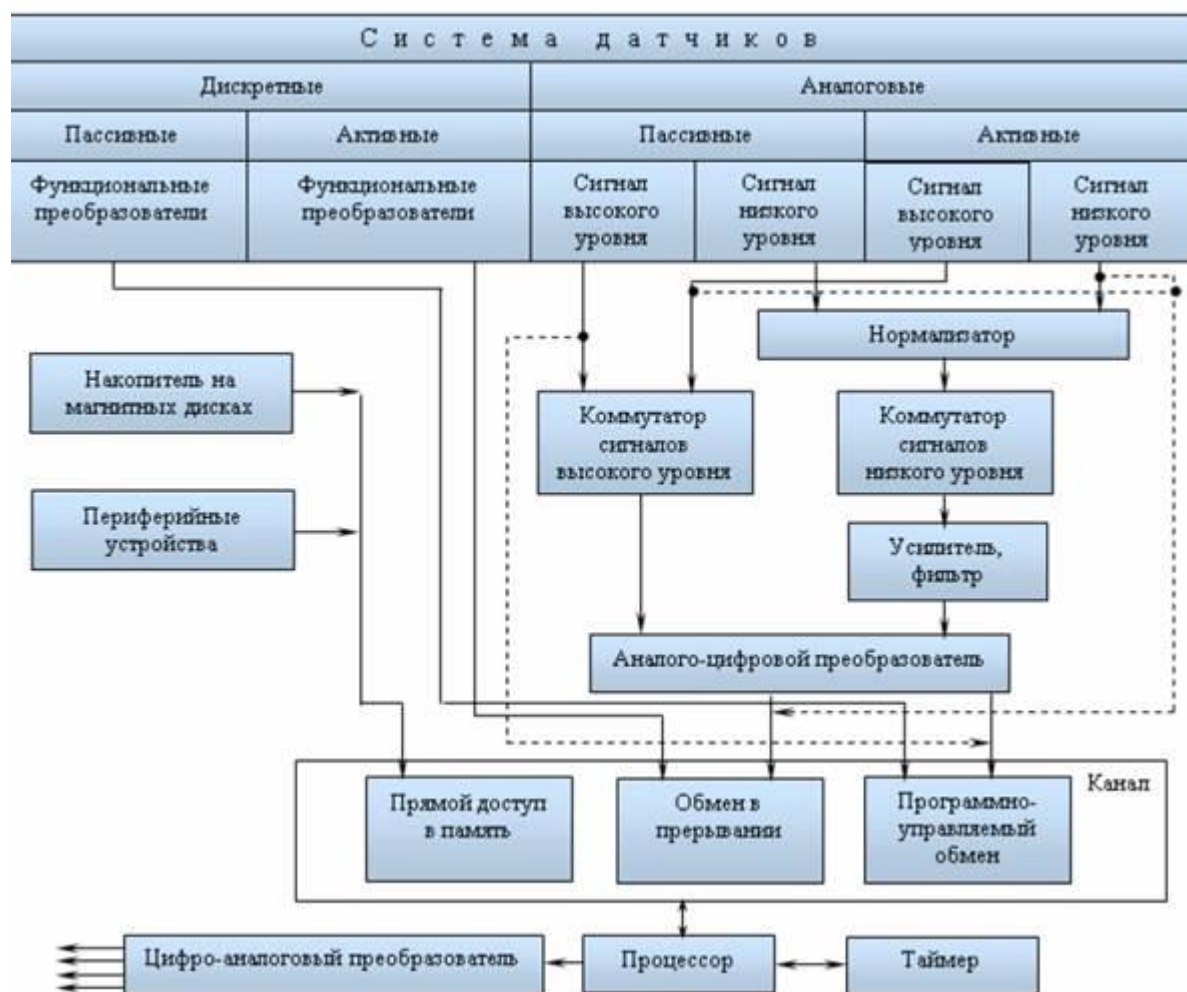 Система датчиков
Дискретные
Аналоговые
Пассивные
Активные
Пассивные
Активные
Функциональные
преобразователи
Функциональные
преобразователи
Сигнал
высокого
уровня
Сигнал
низкого
уровня
Сигнал
высокого
уровня
Сигнал
низкого
уровня
Нормализатор
Накопитель на
магнитных дисках
Коммутатор
сигналов
высокого уровня
Коммутатор
сигналов
низкого уровня
Периферийные
устройства
Усилитель,
фильтр
Аналого-цифровой преобразователь
Канал
Прямой доступ
в память
Обмен в
прерывании
Программно-
управляемый
обмен
Цифро-аналоговый преобразователь
Процессор
Таймер